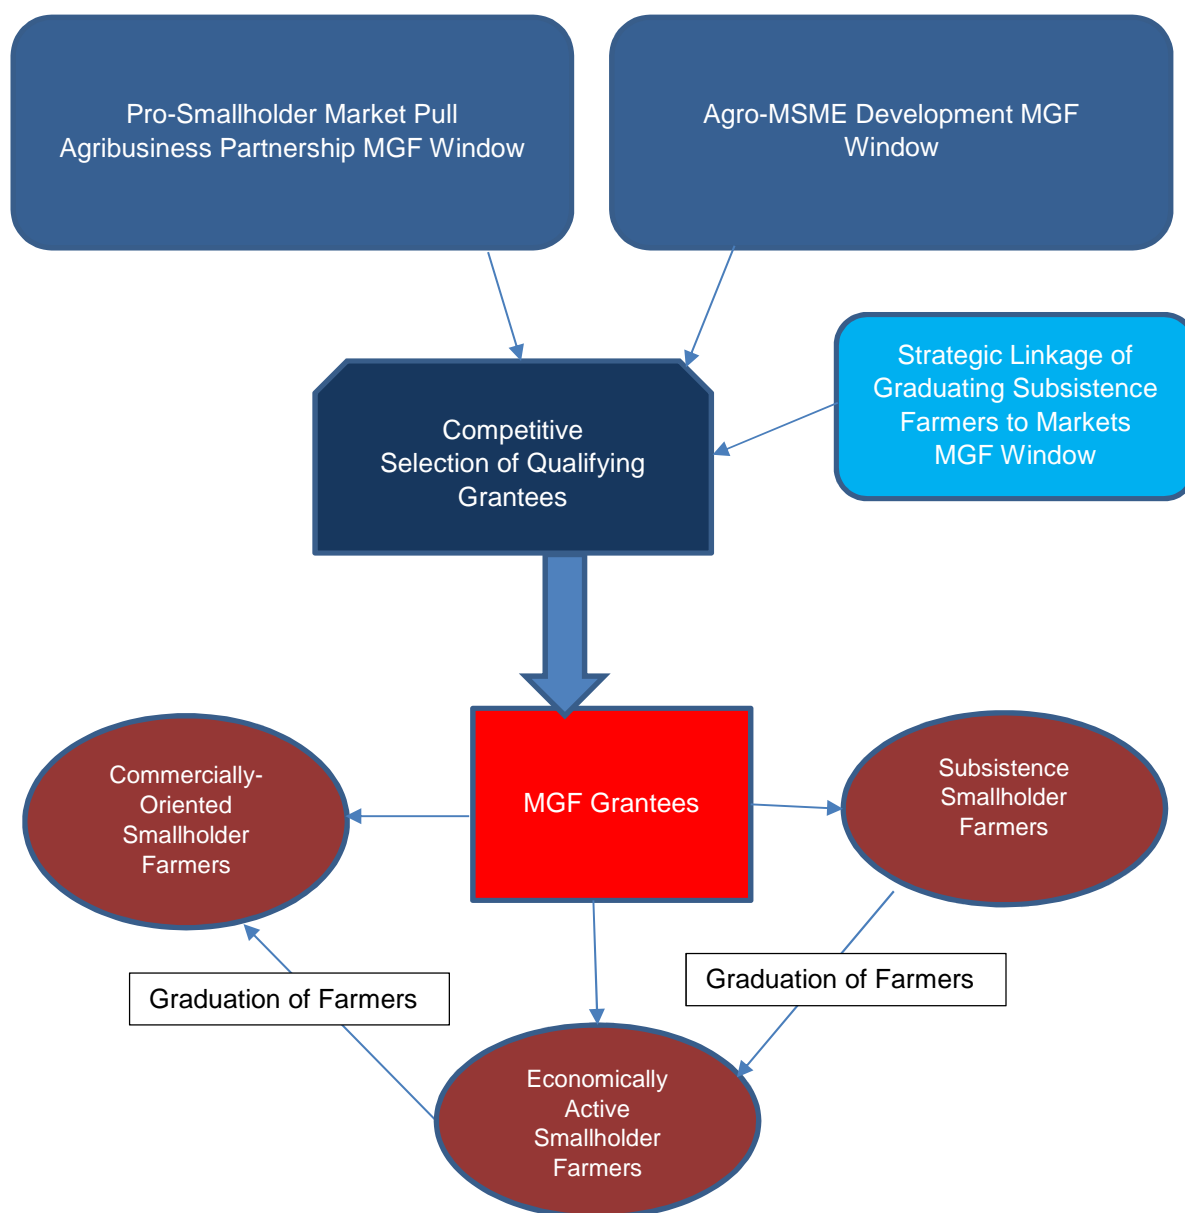 Pro-Smallholder Market Pull
Agribusiness Partnership MGF Window
Agro-MSME Development MGF
Window
Strategic Linkage of
Graduating Subsistence
Farmers to Markets
MGF Window
Competitive
Selection of Qualifying
Grantees
MGF Grantees
Commercially-
Oriented
Smallholder
Farmers
Subsistence
Smallholder
Farmers
Graduation of Farmers
Graduation of Farmers
Economically
Active
Smallholder
Farmers